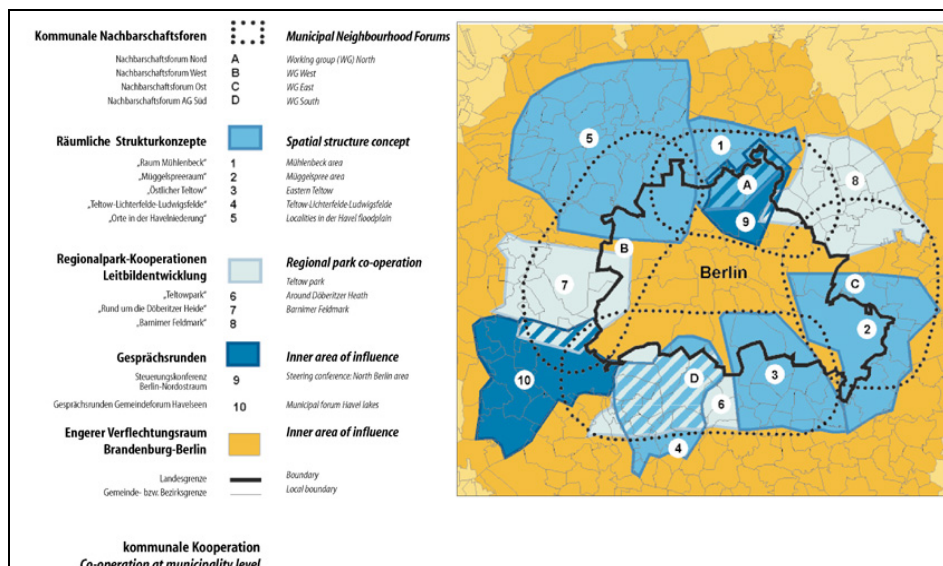 Kommunale Nachbarschaftsforen Municipal Neighbourhood Forums
Nachbarschaftsforum Nord A Working group (WG) North
Nachbarschaftsforum West B WG West
Nachbarschaftsforum Ost C WG East
Nachbarschaftsforum AG Süd D WG South
Räumliche Strukturkonzepte Spatial structure concept
„Raum Mühlenbeck“ 1 Mühlenbeck area
„Müggelspreeraum“ 2 Müggelspree area
„Östlicher Teltow“ 3 Eastern Teltow
„Teltow-Lichterfelde-Ludwigsfelde“ 4 Teltow-Lichterfelde-Ludwigsfelde
„Orte in der Havelniederung“ 5 Localities in der Havel floodplain
Regionalpark-Kooperationen Regional park co-operation
Leitbildentwicklung Teltow park
„Teltowpark“ 6 Around Döberitzer Heath
„Rund um die Döberitzer Heide“ 7 Barnimer Feldmark
„Barnimer Feldmark“ 8
Gesprächsrunden Inner area of influence
Steuerungskonferenz 9 Steering conference: North Berlin area
Berlin-Nordostraum
Gesprächsrunden Gemeindeforum Havelseen 10 Municipal forum Havel lakes
Engerer Verflechtungsraum Inner area of influence
Brandenburg-Berlin
Landesgrenze Boundary
Gemeinde- bzw. Bezirksgrenze Local boundary
kommunale Kooperation
Co-operation at municipality level
5
1
A
8
9
B
Berlin
7
C
2
10
D
3
6
4